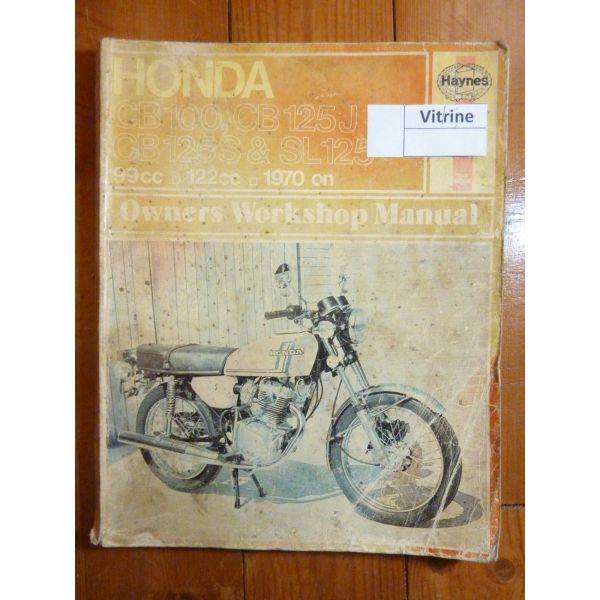 HONDA
Haynes
CB100 CB125J
Vitrine
CB125S & SL125
99cc □ 122cc □ 1970 on
Owners Workshop Manual
HONDA